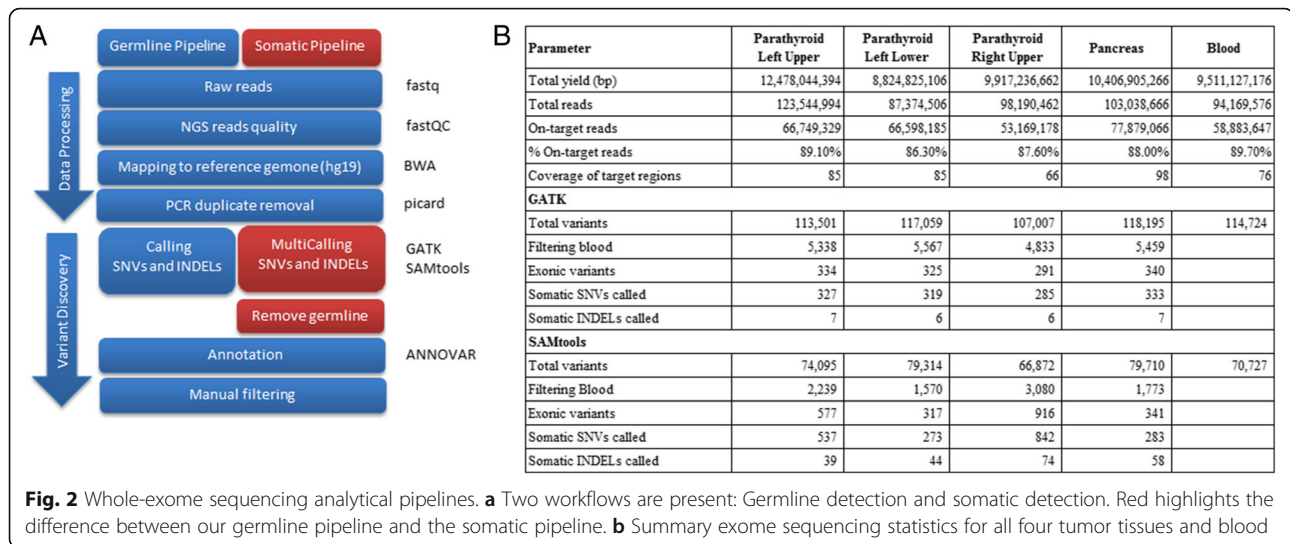 A
Germline Pipeline Somatic Pipeline
Data Processing
Raw reads fastq
NGS reads quality fastQC
Mapping to reference gemone (hg19) BWA
PCR duplicate removal picard
Variant Discovery
Calling SNVs and INDELs MultiCalling SNVs and INDELs GATK SAMtools
Remove germline
Annotation ANNOVAR
Manual filtering
B
Parameter Parathyroid Left Upper Parathyroid Left Lower Parathyroid Right Upper Pancreas Blood
Total yield (bp) 12,478,044,394 8,824,825,106 9,917,236,662 10,406,905,266 9,511,127,176
Total reads 123,544,994 87,374,506 98,190,462 103,038,666 94,169,576
On-target reads 66,749,329 66,598,185 53,169,178 77,879,066 58,883,647
% On-target reads 89.10% 86.30% 87.60% 88.00% 89.70%
Coverage of target regions 85 85 66 98 76
GATK
Total variants 113,501 117,059 107,007 118,195 114,724
Filtering blood 5,338 5,567 4,833 5,459
Exonic variants 334 325 291 340
Somatic SNVs called 327 319 285 333
Somatic INDELs called 7 6 6 7
SAMtools
Total variants 74,095 79,314 66,872 79,710 70,727
Filtering Blood 2,239 1,570 3,080 1,773
Exonic variants 577 317 916 341
Somatic SNVs called 537 273 842 283
Somatic INDELs called 39 44 74 58
Fig. 2 Whole-exome sequencing analytical pipelines. a Two workflows are present: Germline detection and somatic detection. Red highlights the
difference between our germline pipeline and the somatic pipeline. b Summary exome sequencing statistics for all four tumor tissues and blood